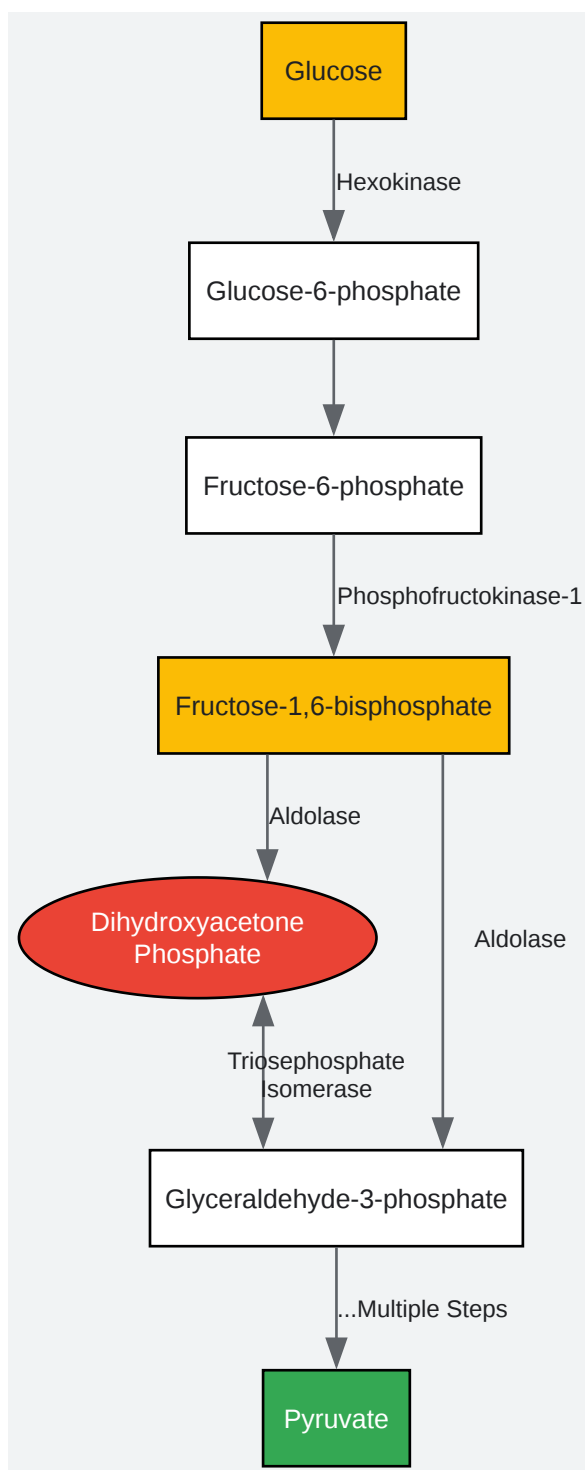 Glucose
Hexokinase
Glucose-6-phosphate
Fructose-6-phosphate
Phosphofructokinase-1
Fructose-1,6-bisphosphate
Aldolase
Dihydroxyacetone
Phosphate
Aldolase
Triosephosphate
Isomerase
Glyceraldehyde-3-phosphate
...Multiple Steps
Pyruvate